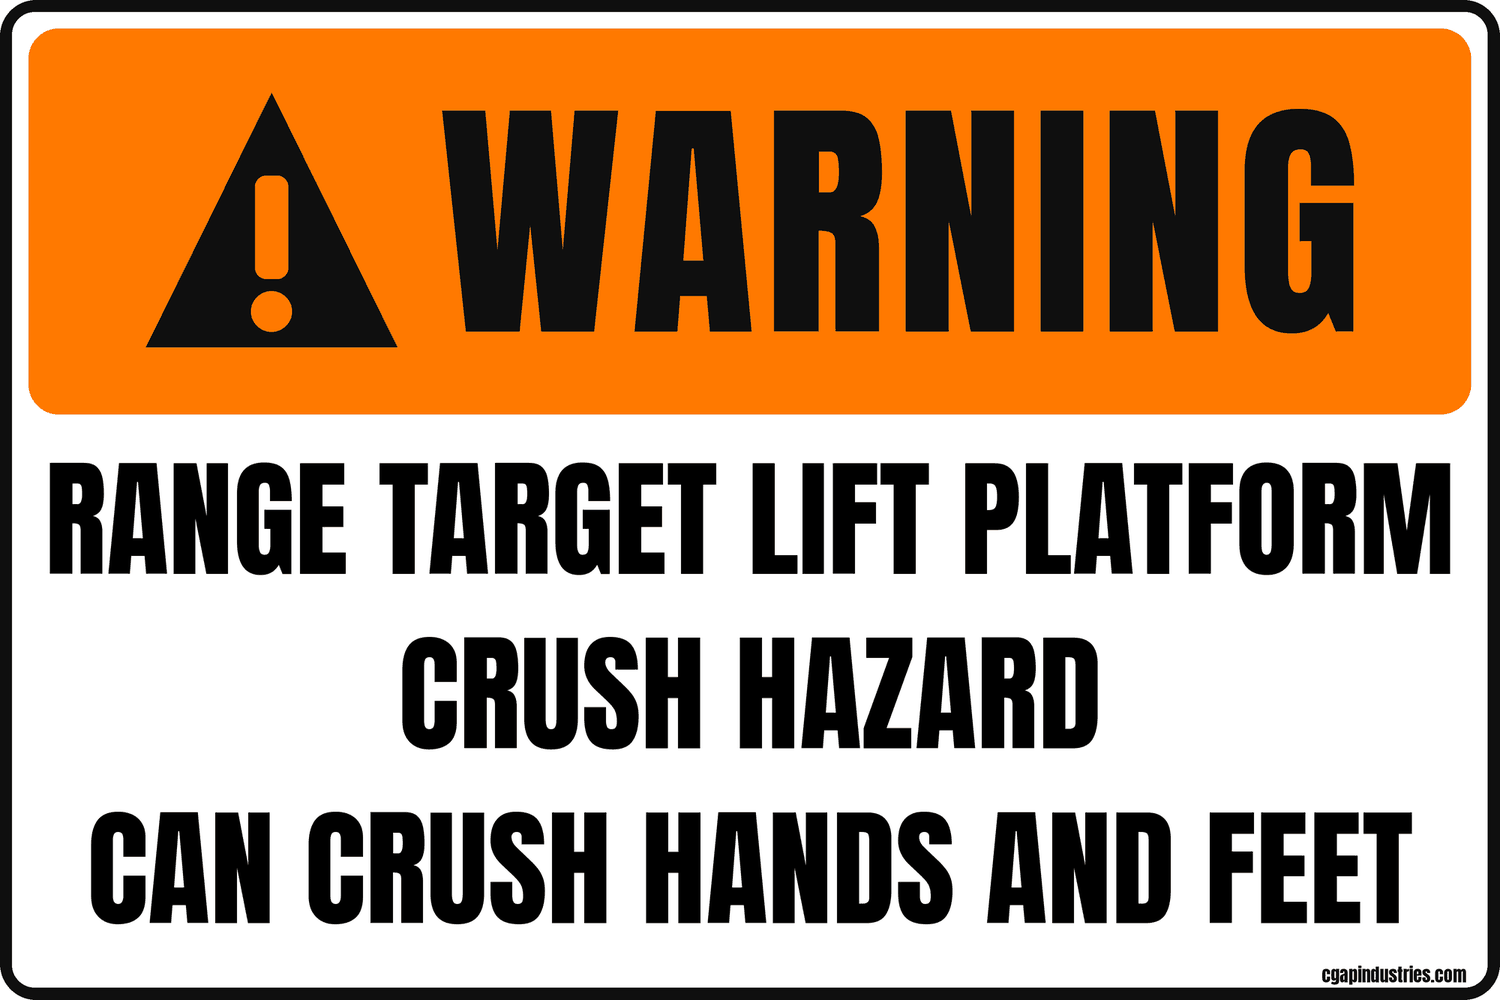 WARNING
RANGE TARGET LIFT PLATFORM
CRUSH HAZARD
CAN CRUSH HANDS AND FEET
cgapindustries.com